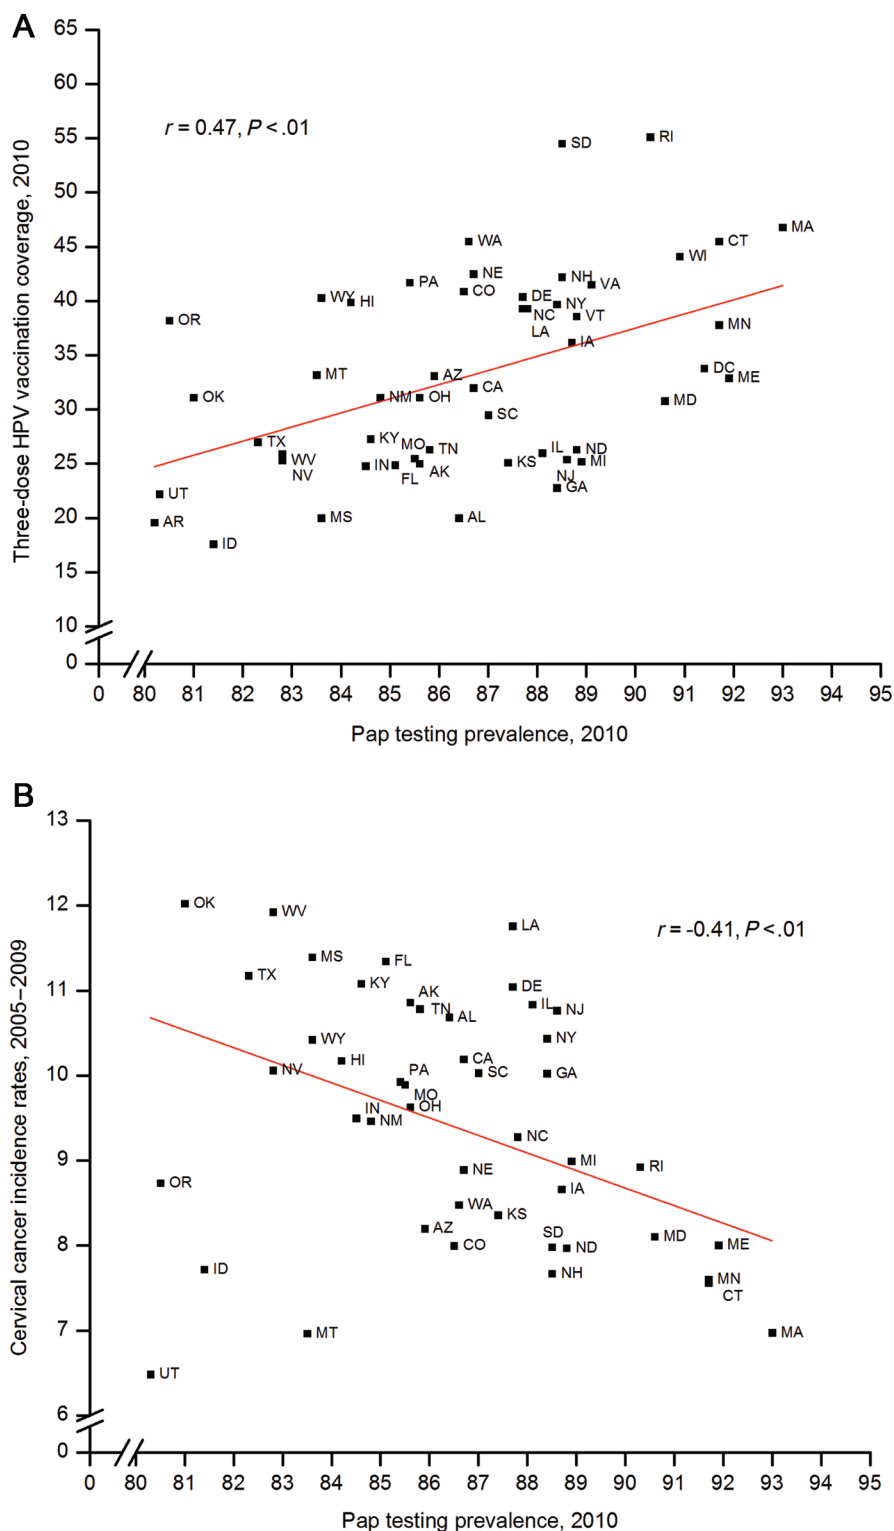 A
65
60
r = 0.47, P < .01
55
SD
RI
50
MA
WA
CT
45
WI
NE
NH
PA
VA
CO
WY
DE
40
HI
NY
OR
NC
VT
MN
LA
35
IA
DC
MT
AZ
ME
CA
OK
NM
OH
MD
30
SC
TX
KY
MO
TN
IL
ND
WV
25
IN
KS
MI
NV
FL
AK
NJ
UT
GA
20
AR
MS
AL
ID
15
10
0
0 80 81 82 83 84 85 86 87 88 89 90 91 92 93 94 95
Three-dose HPV vaccination coverage, 2010
Pap testing prevalence, 2010
B
13
12
OK
WV
LA
r = -0.41, P < .01
MS
FL
TX
KY
DE
11
AK
TN
IL
NJ
AL
WY
NY
HI
CA
10
NV
PA
SC
GA
MO
IN
OH
NM
NC
9
MI
RI
NE
OR
IA
WA
KS
AZ
SD
MD
8
CO
ND
ME
ID
NH
MN
CT
7
MT
MA
UT
6
0
0 80 81 82 83 84 85 86 87 88 89 90 91 92 93 94 95
Cervical cancer incidence rates, 2005–2009
Pap testing prevalence, 2010